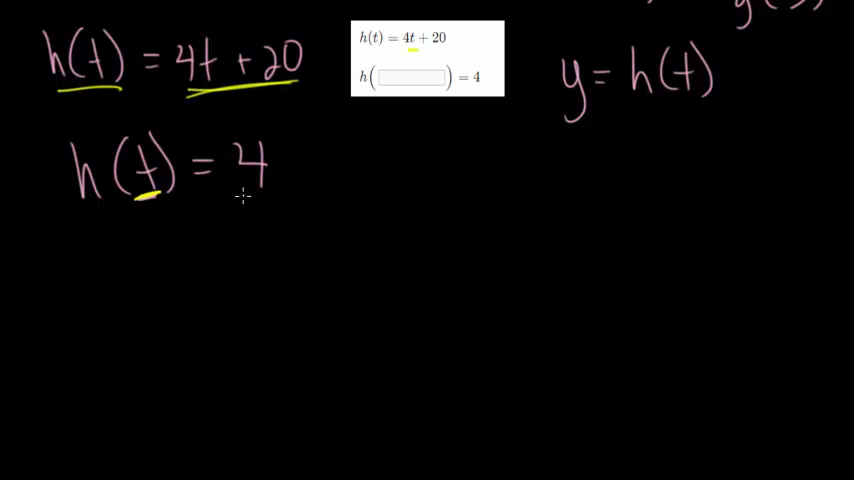 h(t) = 4t + 20
h(t) = 4t + 20
h( ) = 4
y = h(t)
h(t) = 4